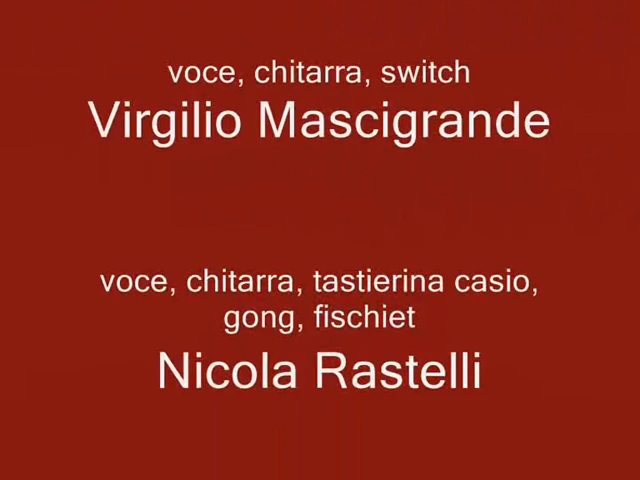 voce, chitarra, switch
Virgilio Mascigrande
voce, chitarra, tastierina casio,
gong, fischiet
Nicola Rastelli